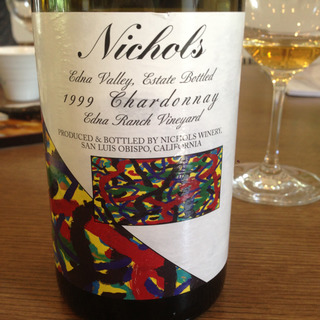 Nichols
Edna Valley, Estate Bottled
1999 Chardonnay
Edna Ranch Vineyard
PRODUCED & BOTTLED BY NICHOLS WINERY,
SAN LUIS OBISPO, CALIFORNIA